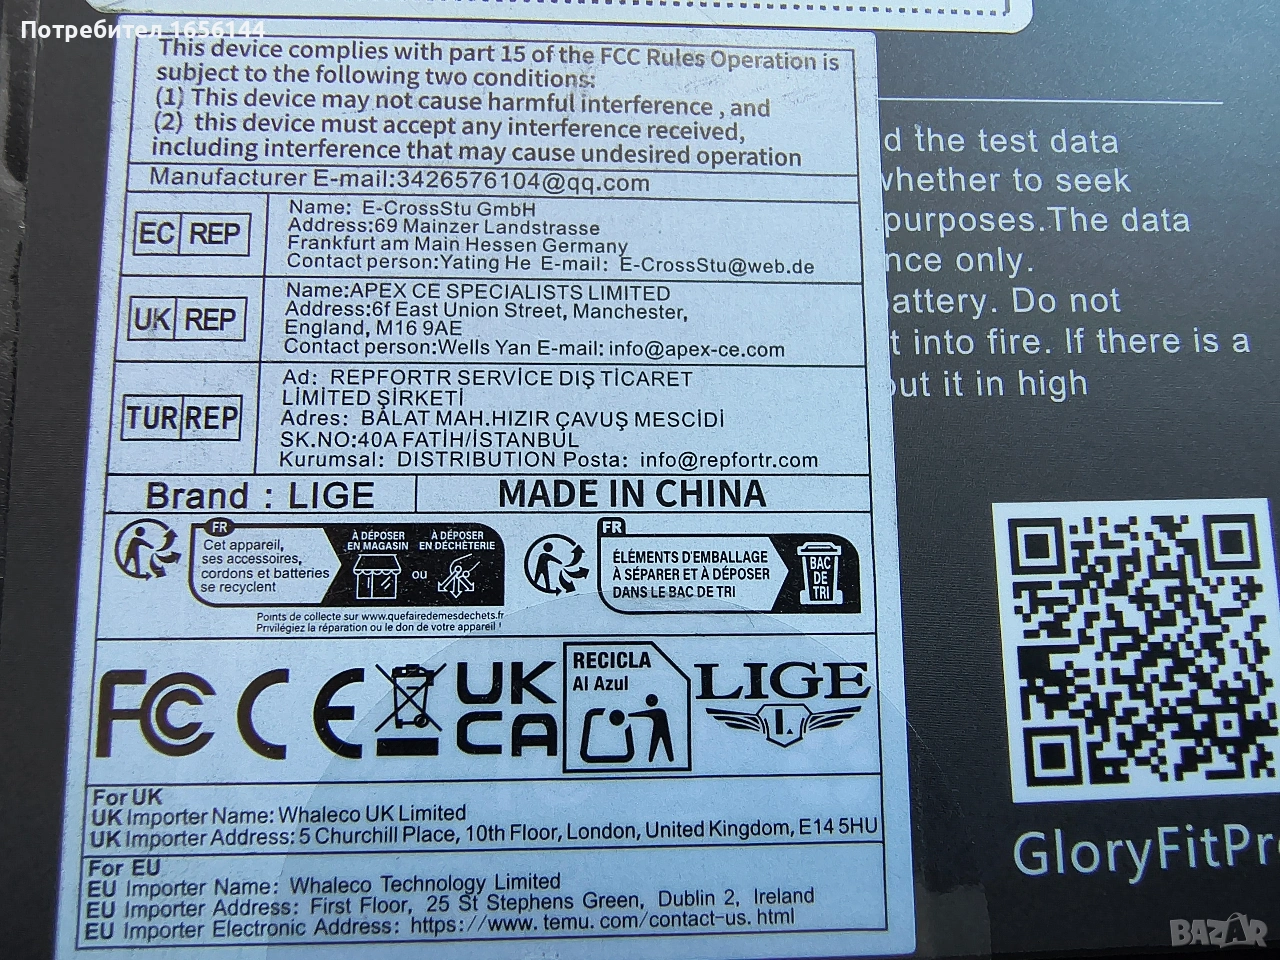 Потребител 1656144
This device complies with part 15 of the FCC Rules Operation is
subject to the following two conditions:
(1) This device may not cause harmful interference , and
(2) this device must accept any interference received,
including interference that may cause undesired operation
Manufacturer E-mail:3426576104@qq.com
EC REP
Name: E-CrossStu GmbH
Address:69 Mainzer Landstrasse
Frankfurt am Main Hessen Germany
Contact person:Yating He E-mail: E-CrossStu@web.de
UK REP
Name:APEX CE SPECIALISTS LIMITED
Address:6f East Union Street, Manchester,
England, M16 9AE
Contact person:Wells Yan E-mail: info@apex-ce.com
TUR REP
Ad: REPFORTR SERVİCE DIŞ TİCARET
LİMİTED ŞİRKETİ
Adres: BALAT MAH.HIZIR ÇAVUŞ MESCİDİ
SK.NO:40A FATİH/İSTANBUL
Kurumsal: DISTRIBUTION Posta: info@repfortr.com
Brand : LIGE
MADE IN CHINA
FR
Cet appareil,
ses accessoires,
cordons et batteries
se recyclent
À DÉPOSER
EN MAGASIN
OU
À DÉPOSER
EN DÉCHÈTERIE
Points de collecte sur www.quefairedemesdechets.fr
Privilégiez la réparation ou le don de votre appareil !
FR
ÉLÉMENTS D'EMBALLAGE
À SÉPARER ET À DÉPOSER
DANS LE BAC DE TRI
BAC
DE
TRI
FC CE
UK
CA
RECICLA
Al Azul
LIGE
L
For UK
UK Importer Name: Whaleco UK Limited
UK Importer Address: 5 Churchill Place, 10th Floor, London, United Kingdom, E14 5HU
For EU
EU Importer Name: Whaleco Technology Limited
EU Importer Address: First Floor, 25 St Stephens Green, Dublin 2, Ireland
EU Importer Electronic Address: https://www.temu.com/contact-us.html
d the test data
whether to seek
purposes.The data
nce only.
attery. Do not
t into fire. If there is a
out it in high
GloryFitPro
BAZAR